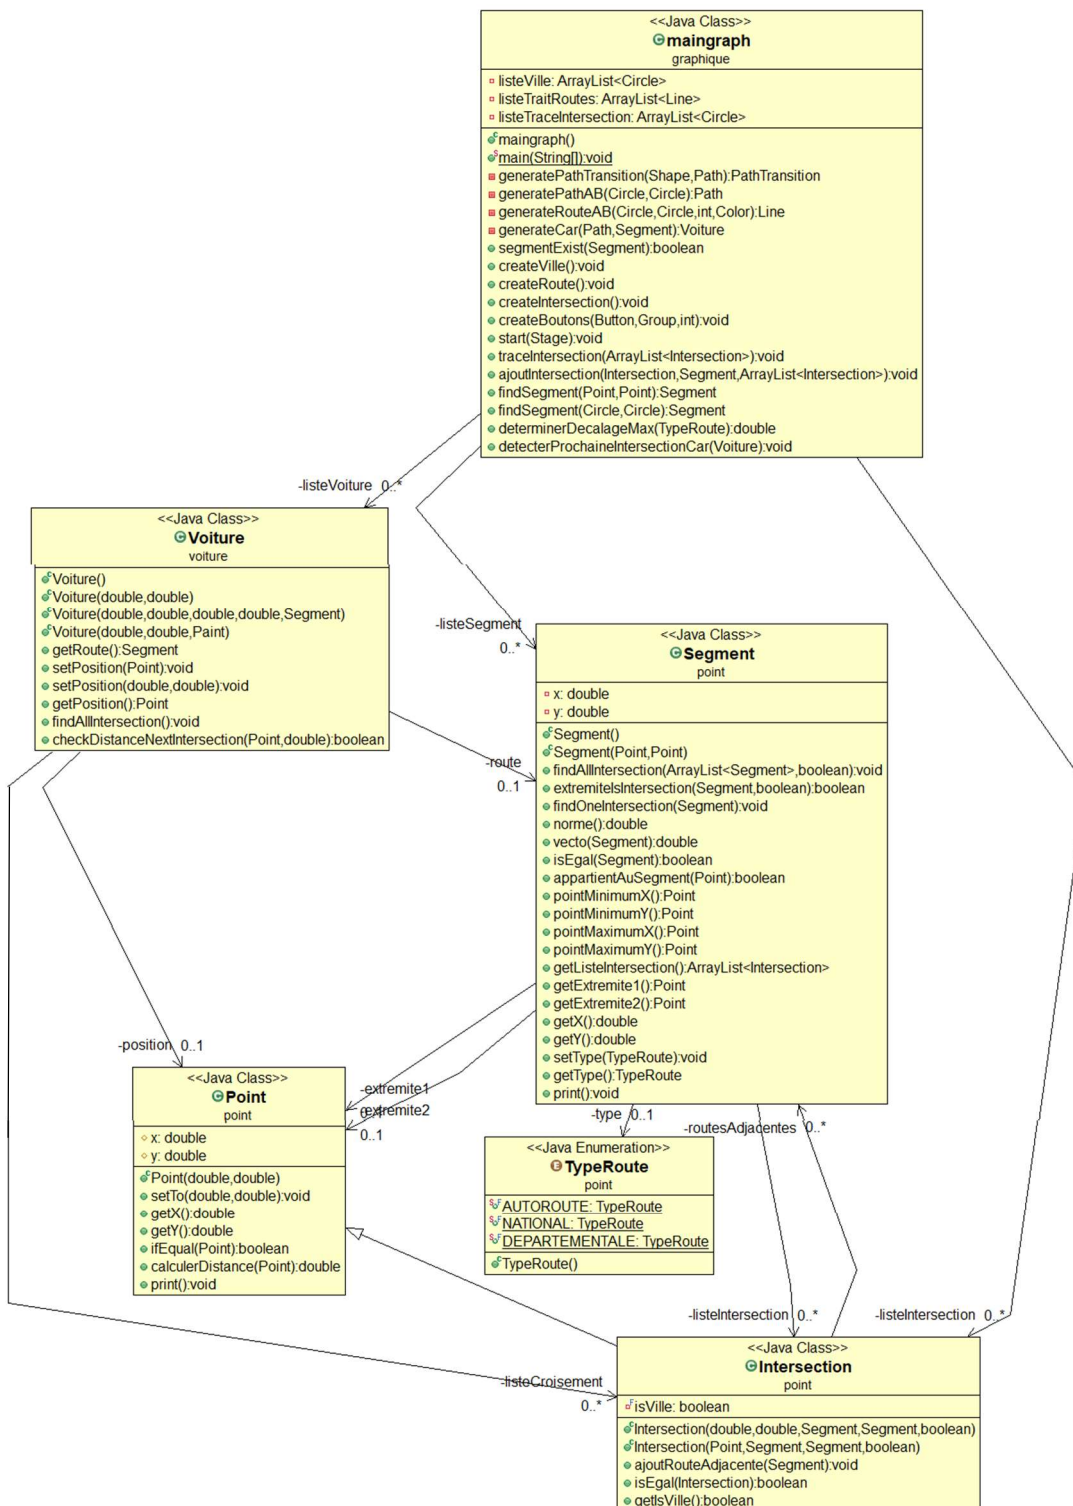 <<Java Class>>
maingraph
graphique
listeVille: ArrayList<Circle>
listeTraitRoutes: ArrayList<Line>
listeTraceIntersection: ArrayList<Circle>
maingraph()
main(String[]):void
generatePathTransition(Shape,Path):PathTransition
generatePathAB(Circle,Circle):Path
generateRouteAB(Circle,Circle,int,Color):Line
generateCar(Path,Segment):Voiture
segmentExist(Segment):boolean
createVille():void
createRoute():void
createIntersection():void
createBoutons(Button,Group,int):void
start(Stage):void
traceIntersection(ArrayList<Intersection>):void
ajoutIntersection(Intersection,Segment,ArrayList<Intersection>):void
findSegment(Point,Point):Segment
findSegment(Circle,Circle):Segment
determinerDecalageMax(TypeRoute):double
detecterProchaineIntersectionCar(Voiture):void
-listeVoiture 0..*
<<Java Class>>
Voiture
voiture
Voiture()
Voiture(double,double)
Voiture(double,double,double,double,Segment)
Voiture(double,double,Paint)
getRoute():Segment
setPosition(Point):void
setPosition(double,double):void
getPosition():Point
findAllIntersection():void
checkDistanceNextIntersection(Point,double):boolean
-listeSegment
0..*
-route
0..1
<<Java Class>>
Segment
point
x: double
y: double
Segment()
Segment(Point,Point)
findAllIntersection(ArrayList<Segment>,boolean):void
extremiteIsIntersection(Segment,boolean):boolean
findOneIntersection(Segment):void
norme():double
vecto(Segment):double
isEgal(Segment):boolean
appartientAuSegment(Point):boolean
pointMinimumX():Point
pointMinimumY():Point
pointMaximumX():Point
pointMaximumY():Point
getListeIntersection():ArrayList<Intersection>
getExtremite1():Point
getExtremite2():Point
getX():double
getY():double
setType(TypeRoute):void
getType():TypeRoute
print():void
-position 0..1
<<Java Class>>
Point
point
x: double
y: double
Point(double,double)
setTo(double,double):void
getX():double
getY():double
ifEqual(Point):boolean
calculerDistance(Point):double
print():void
-extremite1
-extremite2
0..1
-type 0..1
-routesAdjacentes 0..*
<<Java Enumeration>>
TypeRoute
point
AUTOROUTE: TypeRoute
NATIONAL: TypeRoute
DEPARTEMENTALE: TypeRoute
TypeRoute()
-listeIntersection 0..*
-listeIntersection 0..*
-listeCroisement
0..*
<<Java Class>>
Intersection
point
isVille: boolean
Intersection(double,double,Segment,Segment,boolean)
Intersection(Point,Segment,Segment,boolean)
ajoutRouteAdjacente(Segment):void
isEgal(Intersection):boolean
getIsVille():boolean